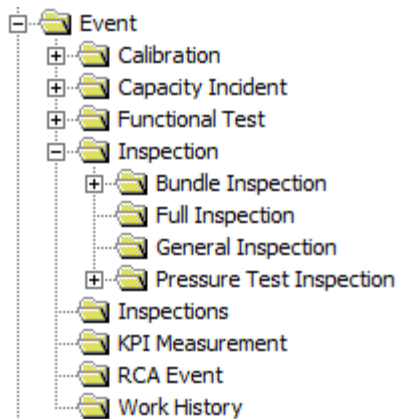 Event
Calibration
Capacity Incident
Functional Test
Inspection
Bundle Inspection
Full Inspection
General Inspection
Pressure Test Inspection
Inspections
KPI Measurement
RCA Event
Work History